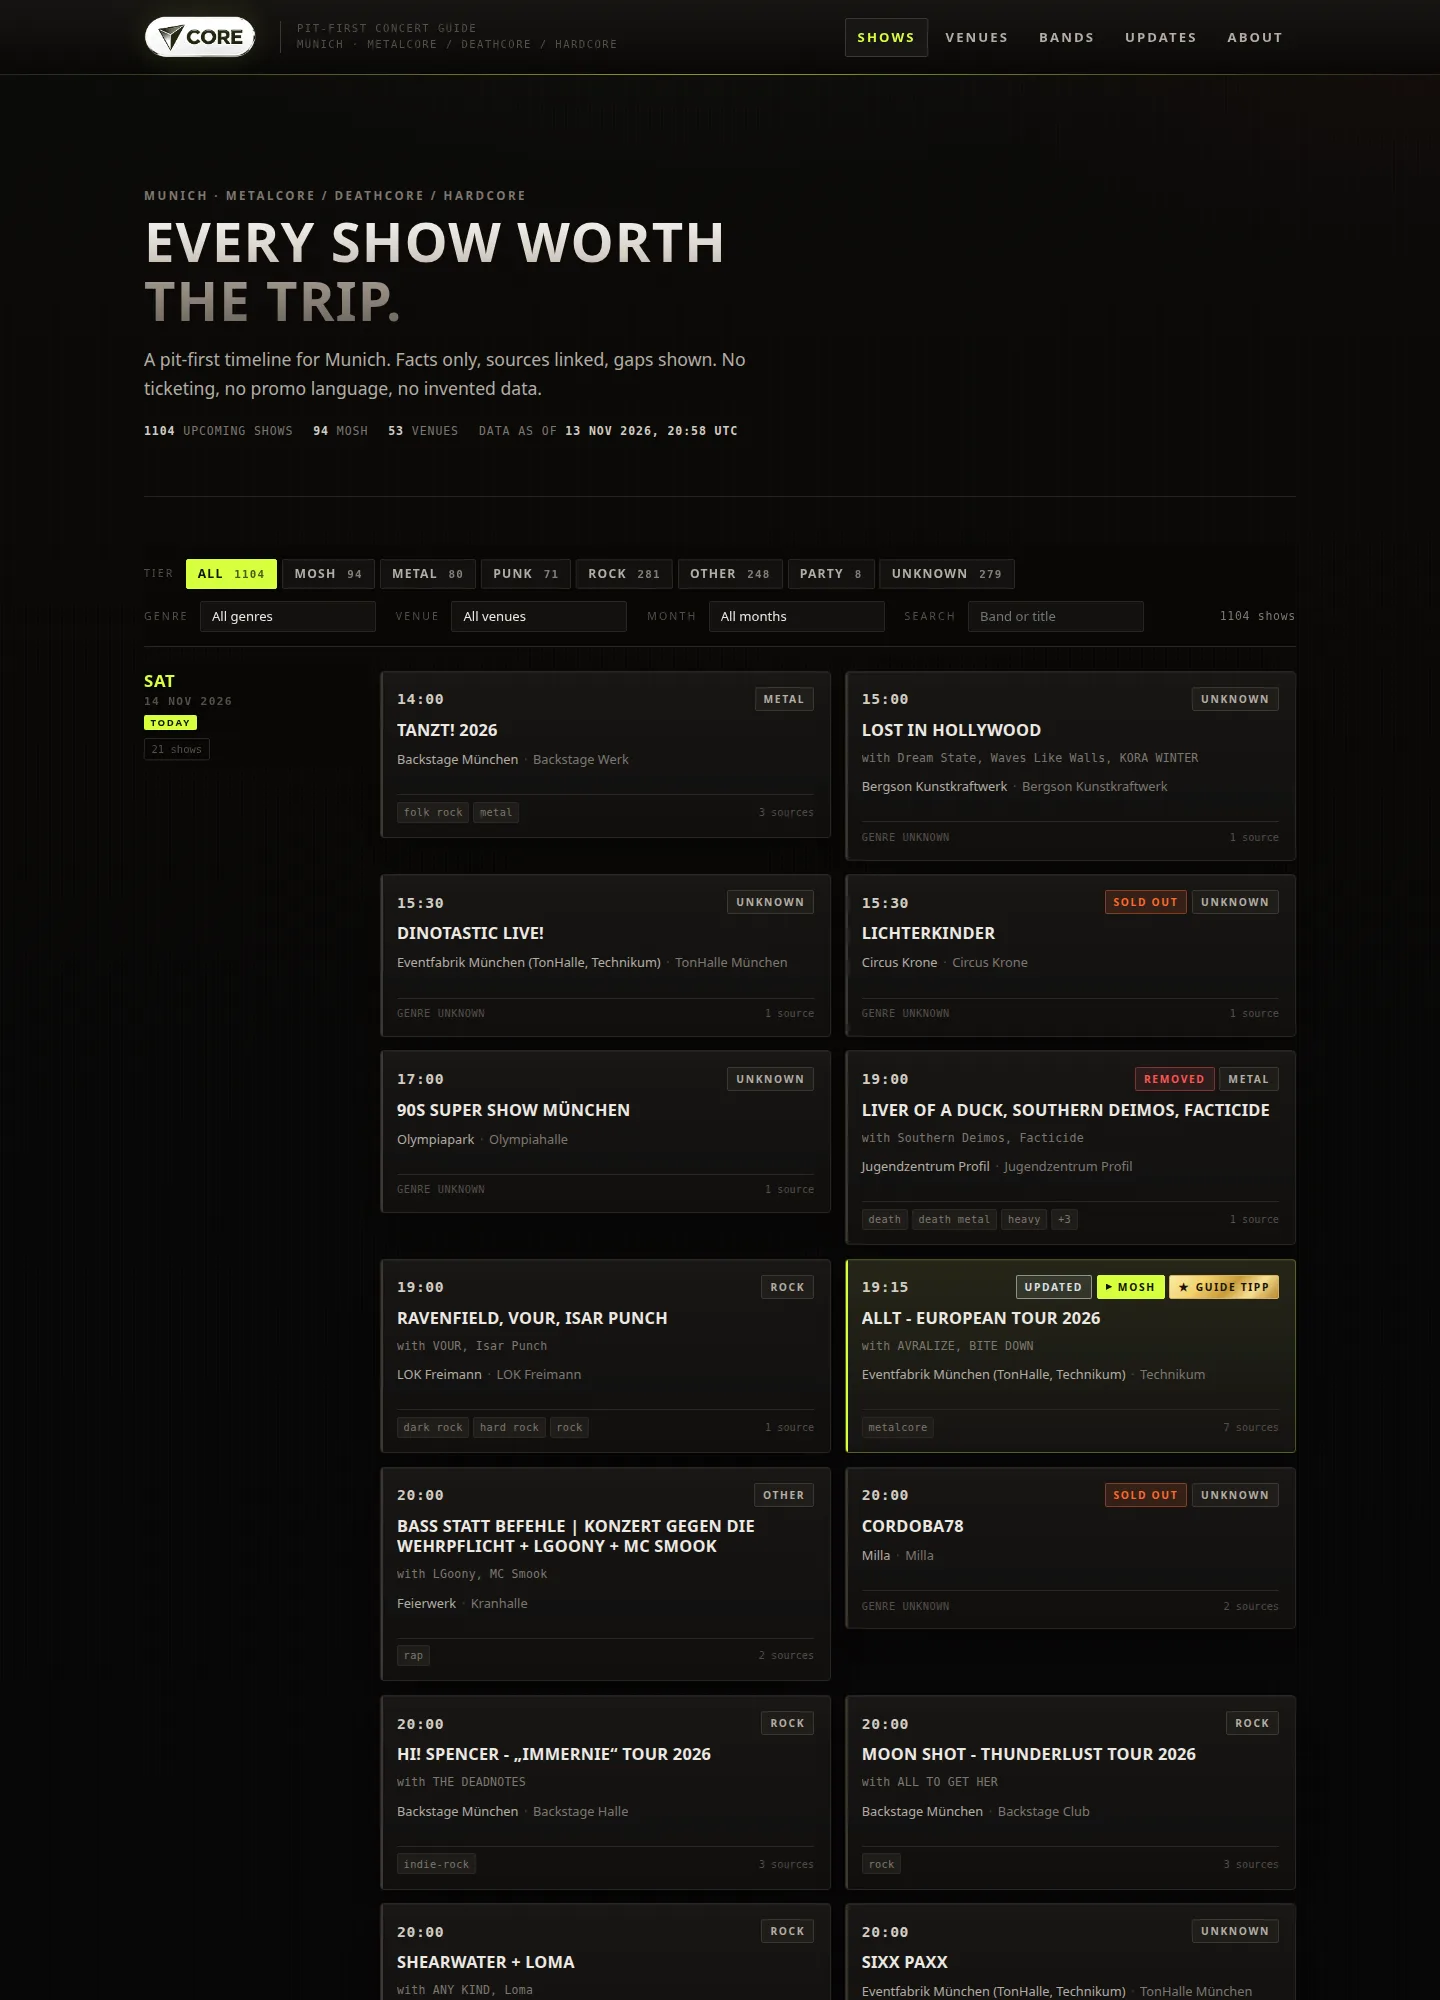 CORE
PIT-FIRST CONCERT GUIDE
MUNICH · METALCORE / DEATHCORE / HARDCORE
SHOWS VENUES BANDS UPDATES ABOUT
MUNICH · METALCORE / DEATHCORE / HARDCORE
EVERY SHOW WORTH
THE TRIP.
A pit-first timeline for Munich. Facts only, sources linked, gaps shown. No
ticketing, no promo language, no invented data.
1104 UPCOMING SHOWS 94 MOSH 53 VENUES DATA AS OF 13 NOV 2026, 20:58 UTC
TIER ALL 1104 MOSH 94 METAL 80 PUNK 71 ROCK 281 OTHER 248 PARTY 8 UNKNOWN 279
GENRE All genres VENUE All venues MONTH All months SEARCH Band or title 1104 shows
SAT
14 NOV 2026
TODAY
21 shows
14:00 METAL
TANZT! 2026
Backstage München · Backstage Werk
folk rock metal 3 sources
15:00 UNKNOWN
LOST IN HOLLYWOOD
with Dream State, Waves Like Walls, KORA WINTER
Bergson Kunstkraftwerk · Bergson Kunstkraftwerk
GENRE UNKNOWN 1 source
15:30 UNKNOWN
DINOTASTIC LIVE!
Eventfabrik München (TonHalle, Technikum) · TonHalle München
GENRE UNKNOWN 1 source
15:30 SOLD OUT UNKNOWN
LICHTERKINDER
Circus Krone · Circus Krone
GENRE UNKNOWN 1 source
17:00 UNKNOWN
90S SUPER SHOW MÜNCHEN
Olympiapark · Olympiahalle
GENRE UNKNOWN 1 source
19:00 REMOVED METAL
LIVER OF A DUCK, SOUTHERN DEIMOS, FACTICIDE
with Southern Deimos, Facticide
Jugendzentrum Profil · Jugendzentrum Profil
death death metal heavy +3 1 source
19:00 ROCK
RAVENFIELD, VOUR, ISAR PUNCH
with VOUR, Isar Punch
LOK Freimann · LOK Freimann
dark rock hard rock rock 1 source
19:15 UPDATED ▶ MOSH ★ GUIDE TIPP
ALLT - EUROPEAN TOUR 2026
with AVRALIZE, BITE DOWN
Eventfabrik München (TonHalle, Technikum) · Technikum
metalcore 7 sources
20:00 OTHER
BASS STATT BEFEHLE | KONZERT GEGEN DIE
WEHRPFLICHT + LGOONY + MC SMOOK
with LGoony, MC Smook
Feierwerk · Kranhalle
rap 2 sources
20:00 SOLD OUT UNKNOWN
CORDOBA78
Milla · Milla
GENRE UNKNOWN 2 sources
20:00 ROCK
HI! SPENCER - „IMMERNIE“ TOUR 2026
with THE DEADNOTES
Backstage München · Backstage Halle
indie-rock 3 sources
20:00 ROCK
MOON SHOT - THUNDERLUST TOUR 2026
with ALL TO GET HER
Backstage München · Backstage Club
rock 3 sources
20:00 ROCK
SHEARWATER + LOMA
with ANY KIND, Loma
20:00 UNKNOWN
SIXX PAXX
Eventfabrik München (TonHalle, Technikum) · TonHalle München